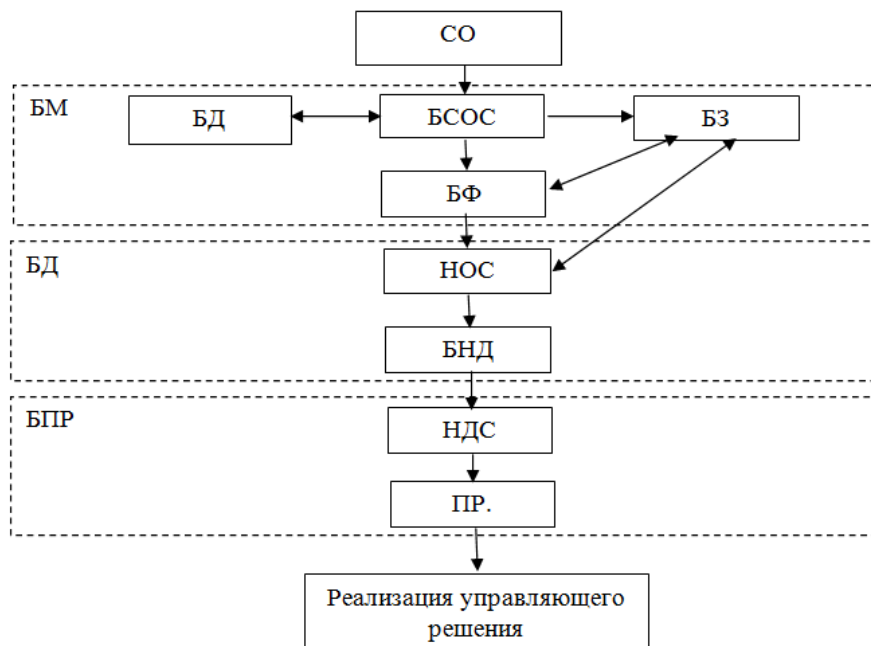 СО
БМ
БД
БСОС
БЗ
БФ
БД
НОС
БНД
БПР
НДС
ПР.
Реализация управляющего
решения